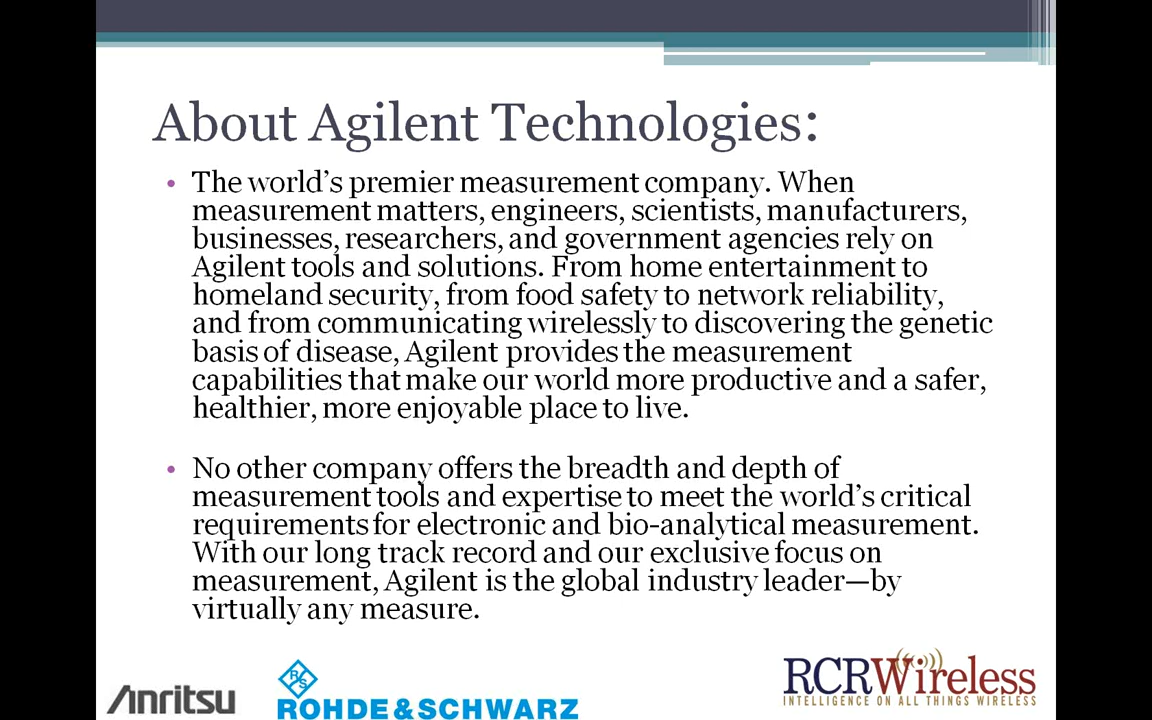 About Agilent Technologies:
• The world's premier measurement company. When
measurement matters, engineers, scientists, manufacturers,
businesses, researchers, and government agencies rely on
Agilent tools and solutions. From home entertainment to
homeland security, from food safety to network reliability,
and from communicating wirelessly to discovering the genetic
basis of disease, Agilent provides the measurement
capabilities that make our world more productive and a safer,
healthier, more enjoyable place to live.
• No other company offers the breadth and depth of
measurement tools and expertise to meet the world's critical
requirements for electronic and bio-analytical measurement.
With our long track record and our exclusive focus on
measurement, Agilent is the global industry leader—by
virtually any measure.
Anritsu
R&S
ROHDE & SCHWARZ
RCRWireless
INTELLIGENCE ON ALL THINGS WIRELESS